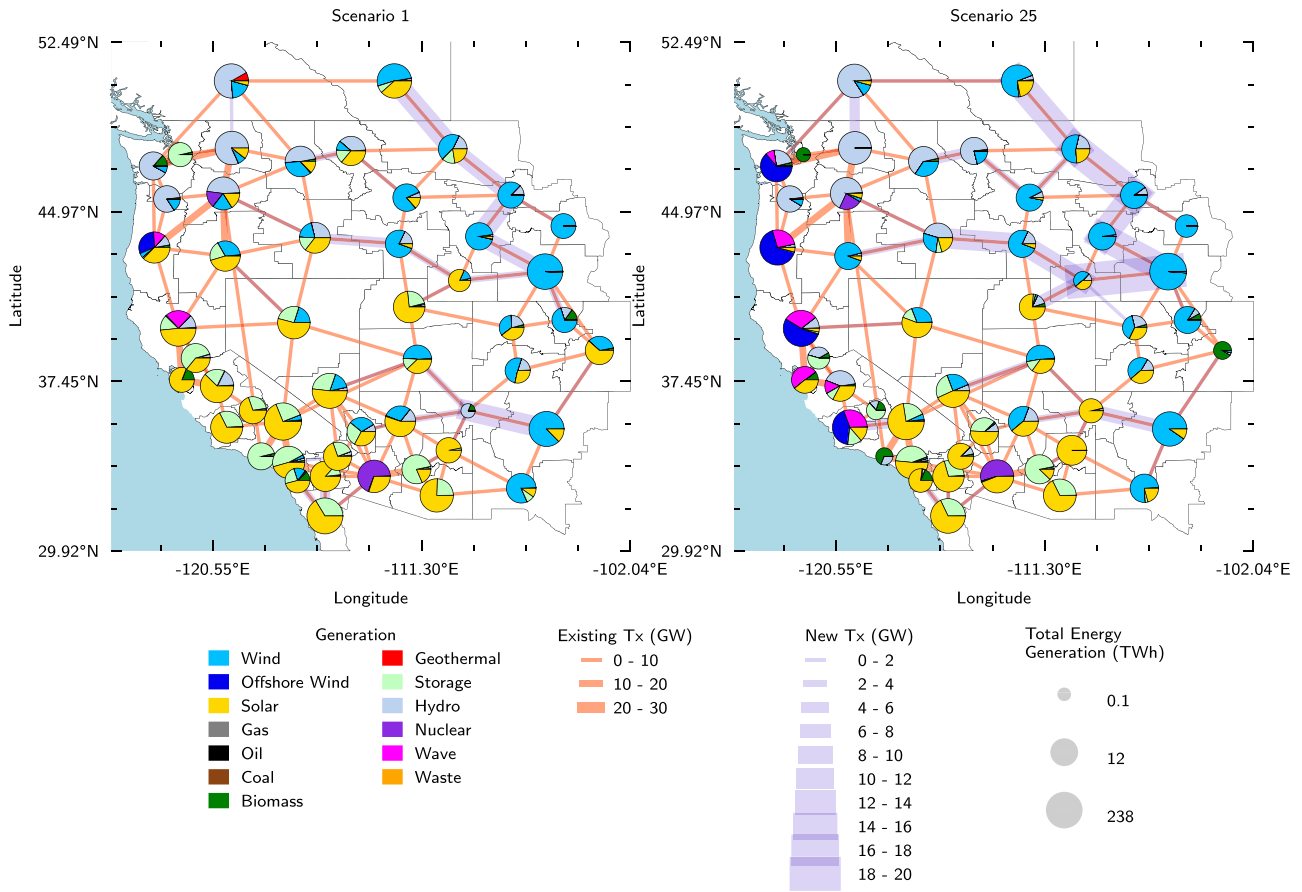 Scenario 1
Scenario 25
52.49°N
44.97°N
37.45°N
29.92°N
Latitude
-120.55°E
-111.30°E
-102.04°E
Longitude
52.49°N
44.97°N
37.45°N
29.92°N
Latitude
-120.55°E
-111.30°E
-102.04°E
Longitude
Generation
Wind
Offshore Wind
Solar
Gas
Oil
Coal
Biomass
Geothermal
Storage
Hydro
Nuclear
Wave
Waste
Existing Tx (GW)
0 - 10
10 - 20
20 - 30
New Tx (GW)
0 - 2
2 - 4
4 - 6
6 - 8
8 - 10
10 - 12
12 - 14
14 - 16
16 - 18
18 - 20
Total Energy
Generation (TWh)
0.1
12
238